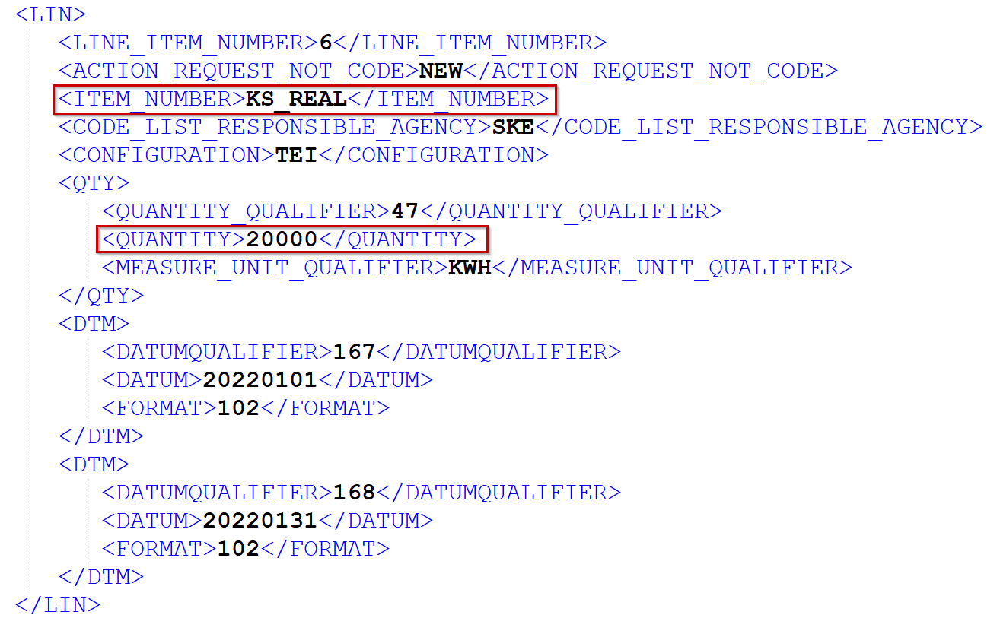 <LIN>
<LINE_ITEM_NUMBER>6</LINE_ITEM_NUMBER>
<ACTION_REQUEST_NOT_CODE>NEW</ACTION_REQUEST_NOT_CODE>
<ITEM_NUMBER>KS_REAL</ITEM_NUMBER>
<CODE_LIST_RESPONSIBLE_AGENCY>SKE</CODE_LIST_RESPONSIBLE_AGENCY>
<CONFIGURATION>TEI</CONFIGURATION>
<QTY>
<QUANTITY_QUALIFIER>47</QUANTITY_QUALIFIER>
<QUANTITY>20000</QUANTITY>
<MEASURE_UNIT_QUALIFIER>KWH</MEASURE_UNIT_QUALIFIER>
</QTY>
<DTM>
<DATUMQUALIFIER>167</DATUMQUALIFIER>
<DATUM>20220101</DATUM>
<FORMAT>102</FORMAT>
</DTM>
<DTM>
<DATUMQUALIFIER>168</DATUMQUALIFIER>
<DATUM>20220131</DATUM>
<FORMAT>102</FORMAT>
</DTM>
</LIN>